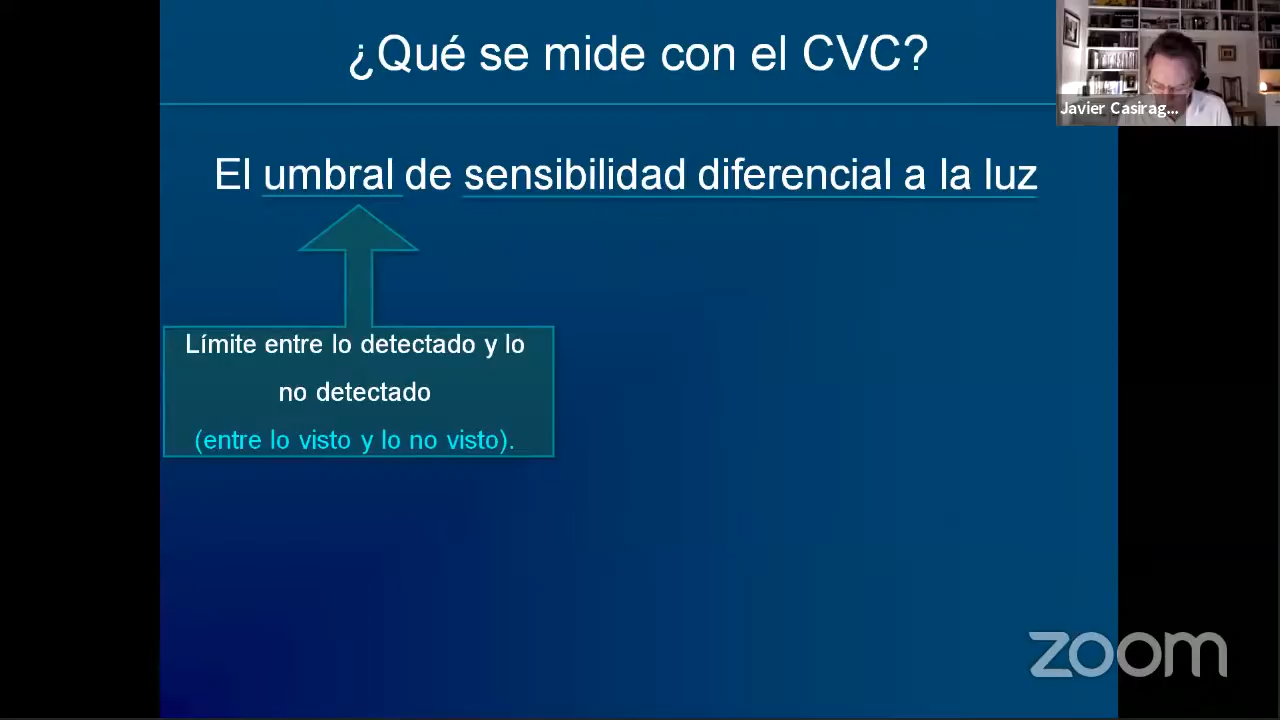 ¿Qué se mide con el CVC?
Javier Casirag...
El umbral de sensibilidad diferencial a la luz
Límite entre lo detectado y lo
no detectado
(entre lo visto y lo no visto).
zoom